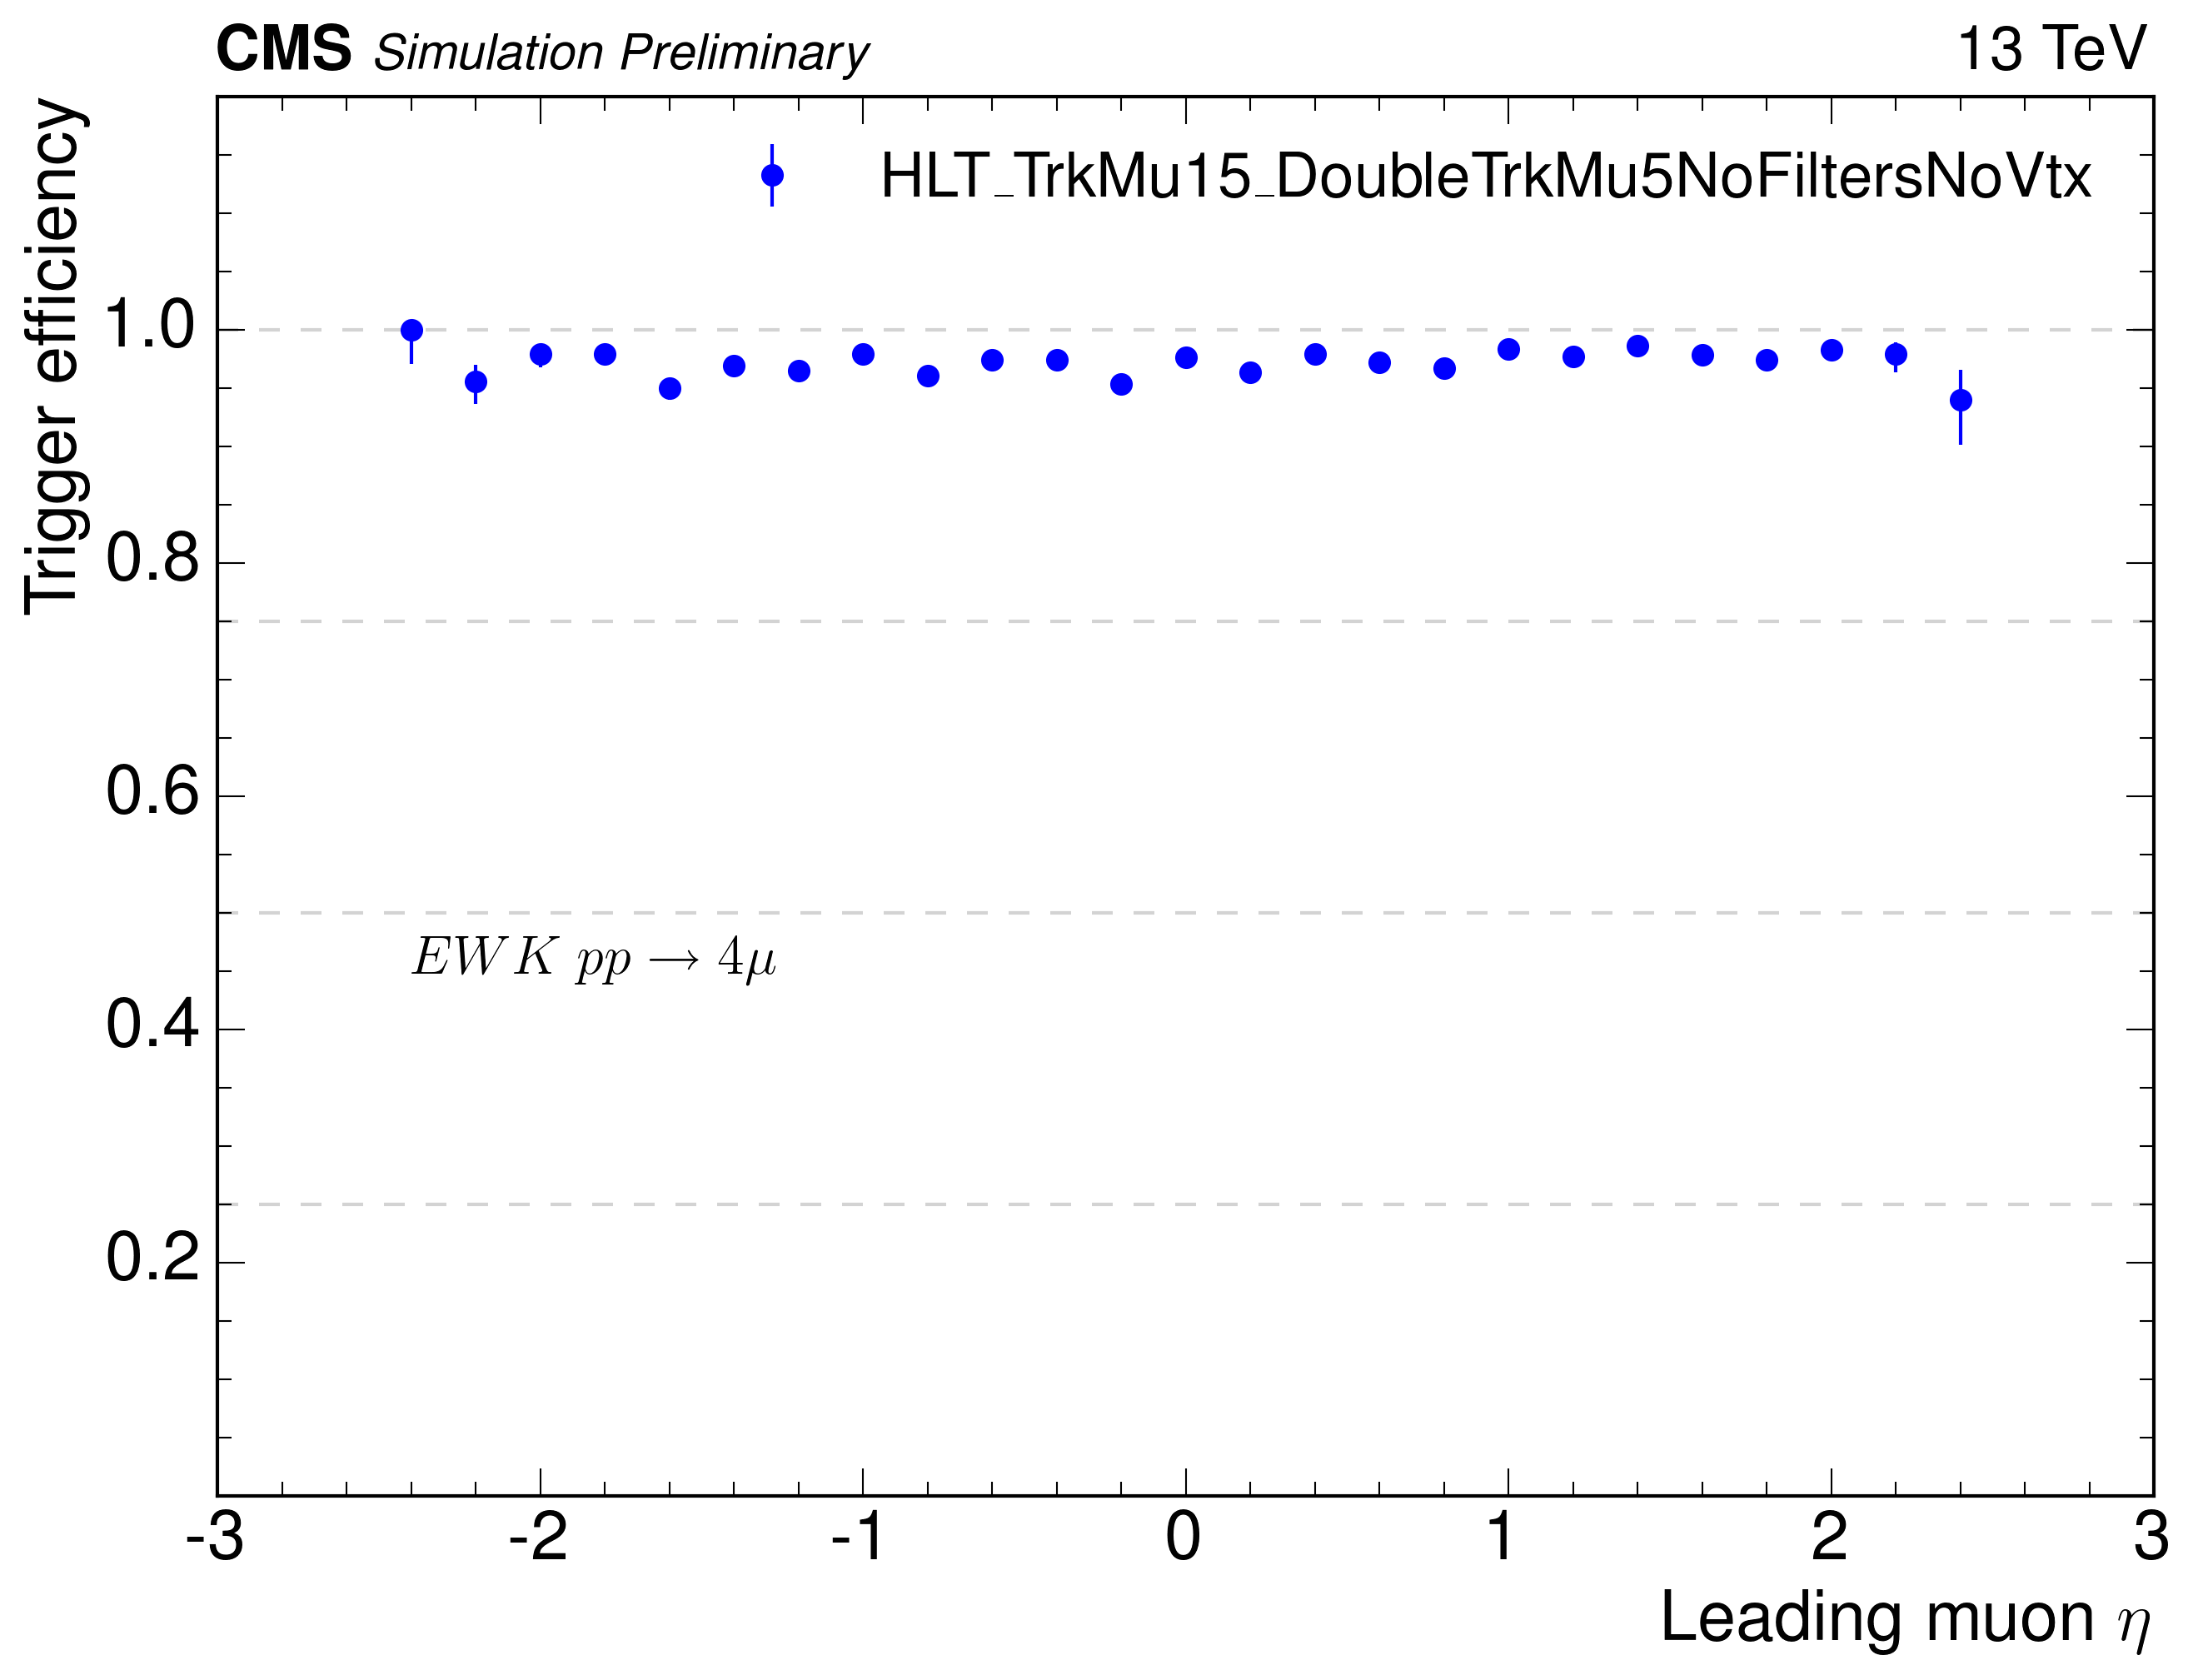 CMS Simulation Preliminary 13 TeV
HLT_TrkMu15_DoubleTrkMu5NoFiltersNoVtx
Trigger efficiency
1.0
0.8
0.6
0.4
0.2
EWK pp → 4μ
-3 -2 -1 0 1 2 3
Leading muon η